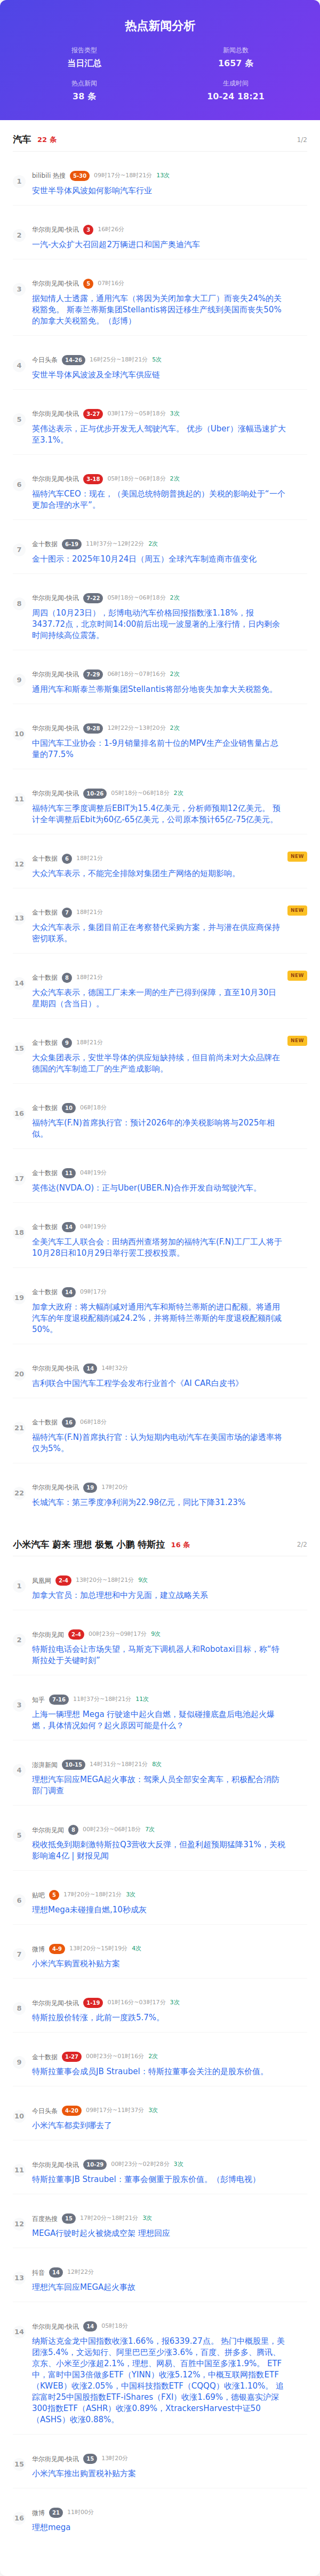 热点新闻分析
报告类型
新闻总数
当日汇总
1657 条
热点新闻
生成时间
38 条
10-24 18:21
汽车 22 条 1/2
1
bilibili 热搜 5-30 09时17分~18时21分 13次
安世半导体风波如何影响汽车行业
2
华尔街见闻-快讯 3 16时26分
一汽-大众扩大召回超2万辆进口和国产奥迪汽车
3
华尔街见闻-快讯 5 07时16分
据知情人士透露，通用汽车（将因为关闭加拿大工厂）而丧失24%的关
税豁免。 斯泰兰蒂斯集团Stellantis将因迁移生产线到美国而丧失50%
的加拿大关税豁免。（彭博）
4
今日头条 14-26 16时25分~18时21分 5次
安世半导体风波波及全球汽车供应链
5
华尔街见闻-快讯 3-27 03时17分~05时18分 3次
英伟达表示，正与优步开发无人驾驶汽车。 优步（Uber）涨幅迅速扩大
至3.1%。
6
华尔街见闻-快讯 3-18 05时18分~06时18分 2次
福特汽车CEO：现在，（美国总统特朗普挑起的）关税的影响处于“一个
更加合理的水平”。
7
金十数据 6-19 11时37分~12时22分 2次
金十图示：2025年10月24日（周五）全球汽车制造商市值变化
8
华尔街见闻-快讯 7-22 05时18分~06时18分 2次
周四（10月23日），彭博电动汽车价格回报指数涨1.18%，报
3437.72点，北京时间14:00前后出现一波显著的上涨行情，日内剩余
时间持续高位震荡。
9
华尔街见闻-快讯 7-29 06时18分~07时16分 2次
通用汽车和斯泰兰蒂斯集团Stellantis将部分地丧失加拿大关税豁免。
10
华尔街见闻-快讯 9-28 12时22分~13时20分 2次
中国汽车工业协会：1-9月销量排名前十位的MPV生产企业销售量占总
量的77.5%
11
华尔街见闻-快讯 10-26 05时18分~06时18分 2次
福特汽车三季度调整后EBIT为15.4亿美元，分析师预期12亿美元。 预
计全年调整后Ebit为60亿-65亿美元，公司原本预计65亿-75亿美元。
12
金十数据 6 18时21分 NEW
大众汽车表示，不能完全排除对集团生产网络的短期影响。
13
金十数据 7 18时21分 NEW
大众汽车表示，集团目前正在考察替代采购方案，并与潜在供应商保持
密切联系。
14
金十数据 8 18时21分 NEW
大众汽车表示，德国工厂未来一周的生产已得到保障，直至10月30日
星期四（含当日）。
15
金十数据 9 18时21分 NEW
大众集团表示，安世半导体的供应短缺持续，但目前尚未对大众品牌在
德国的汽车制造工厂的生产造成影响。
16
金十数据 10 06时18分
福特汽车(F.N)首席执行官：预计2026年的净关税影响将与2025年相
似。
17
金十数据 11 04时19分
英伟达(NVDA.O)：正与Uber(UBER.N)合作开发自动驾驶汽车。
18
金十数据 14 04时19分
全美汽车工人联合会：田纳西州查塔努加的福特汽车(F.N)工厂工人将于
10月28日和10月29日举行罢工授权投票。
19
金十数据 14 09时17分
加拿大政府：将大幅削减对通用汽车和斯特兰蒂斯的进口配额。将通用
汽车的年度退税配额削减24.2%，并将斯特兰蒂斯的年度退税配额削减
50%。
20
华尔街见闻-快讯 14 14时32分
吉利联合中国汽车工程学会发布行业首个《AI CAR白皮书》
21
金十数据 16 06时18分
福特汽车(F.N)首席执行官：认为短期内电动汽车在美国市场的渗透率将
仅为5%。
22
华尔街见闻-快讯 19 17时20分
长城汽车：第三季度净利润为22.98亿元，同比下降31.23%
小米汽车 蔚来 理想 极氪 小鹏 特斯拉 16 条 2/2
1
凤凰网 2-4 13时20分~18时21分 9次
加拿大官员：加总理想和中方见面，建立战略关系
2
华尔街见闻 2-4 00时23分~09时17分 9次
特斯拉电话会让市场失望，马斯克下调机器人和Robotaxi目标，称“特
斯拉处于关键时刻”
3
知乎 7-16 11时37分~18时21分 11次
上海一辆理想 Mega 行驶途中起火自燃，疑似碰撞底盘后电池起火爆
燃，具体情况如何？起火原因可能是什么？
4
澎湃新闻 10-15 14时31分~18时21分 8次
理想汽车回应MEGA起火事故：驾乘人员全部安全离车，积极配合消防
部门调查
5
华尔街见闻 8 00时23分~06时18分 7次
税收抵免到期刺激特斯拉Q3营收大反弹，但盈利超预期猛降31%，关税
影响逾4亿 | 财报见闻
6
贴吧 5 17时20分~18时21分 3次
理想Mega未碰撞自燃,10秒成灰
7
微博 4-9 13时20分~15时19分 4次
小米汽车购置税补贴方案
8
华尔街见闻-快讯 1-19 01时16分~03时17分 3次
特斯拉股价转涨，此前一度跌5.7%。
9
金十数据 1-27 00时23分~01时16分 2次
特斯拉董事会成员JB Straubel：特斯拉董事会关注的是股东价值。
10
今日头条 4-20 09时17分~11时37分 3次
小米汽车都卖到哪去了
11
华尔街见闻-快讯 10-29 00时23分~02时28分 3次
特斯拉董事JB Straubel：董事会侧重于股东价值。（彭博电视）
12
百度热搜 15 17时20分~18时21分 3次
MEGA行驶时起火被烧成空架 理想回应
13
抖音 14 12时22分
理想汽车回应MEGA起火事故
14
华尔街见闻-快讯 14 05时18分
纳斯达克金龙中国指数收涨1.66%，报6339.27点。 热门中概股里，美
团涨5.4%，文远知行、阿里巴巴至少涨3.6%，百度、拼多多、腾讯、
京东、小米至少涨超2.1%，理想、网易、百胜中国至多涨1.9%。 ETF
中，富时中国3倍做多ETF（YINN）收涨5.12%，中概互联网指数ETF
（KWEB）收涨2.05%，中国科技指数ETF（CQQQ）收涨1.10%。 追
踪富时25中国股指数ETF-iShares（FXI）收涨1.69%，德银嘉实沪深
300指数ETF（ASHR）收涨0.89%，XtrackersHarvest中证50
（ASHS）收涨0.88%。
15
华尔街见闻-快讯 15 13时20分
小米汽车推出购置税补贴方案
16
微博 21 11时00分
理想mega